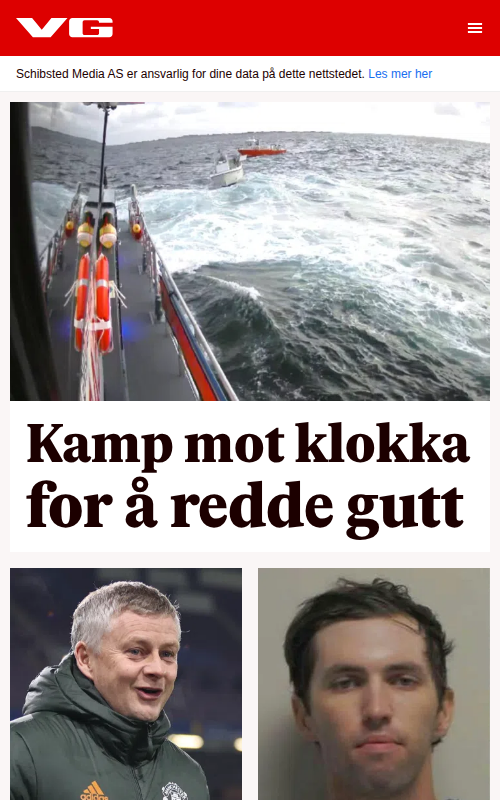 VG
Schibsted Media AS er ansvarlig for dine data på dette nettstedet. Les mer her
Kamp mot klokka
for å redde gutt
adidas